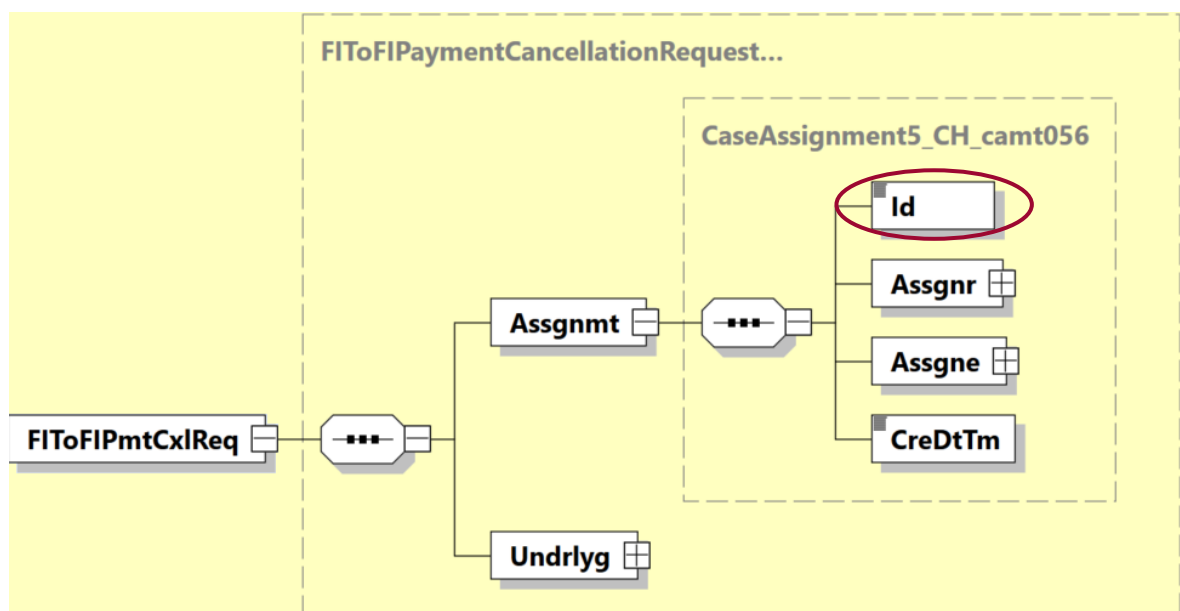 FIToFIPaymentCancellationRequest...
CaseAssignment5_CH_camt056
Id
Assgnr
Assgnmt
Assgne
FIToFIPmtCxlReq
CreDtTm
Undrlyg